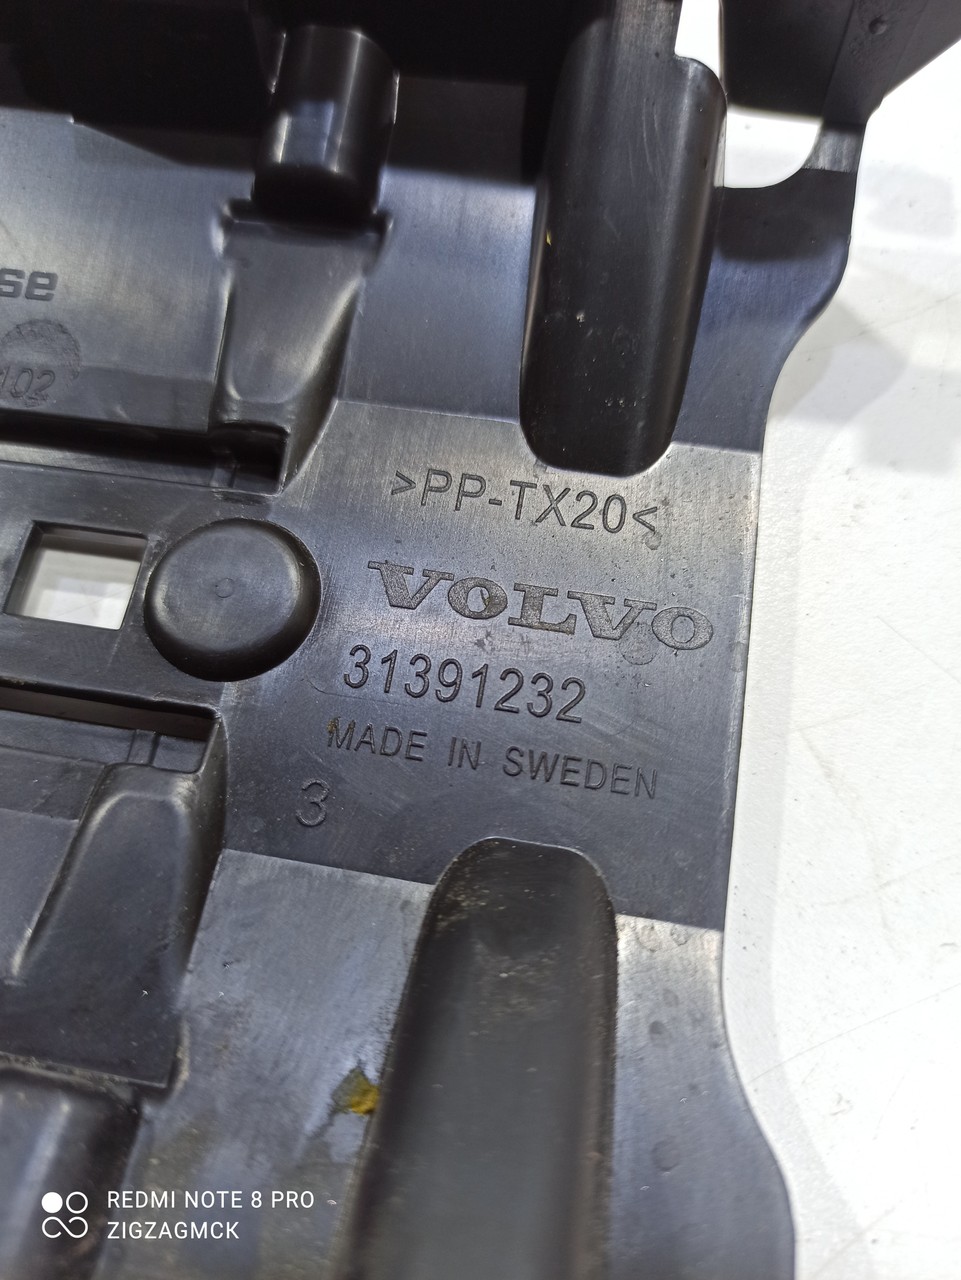 se
102
>PP-TX20<
VOLVO
31391232
MADE IN SWEDEN
3
REDMI NOTE 8 PRO
ZIGZAGMCK